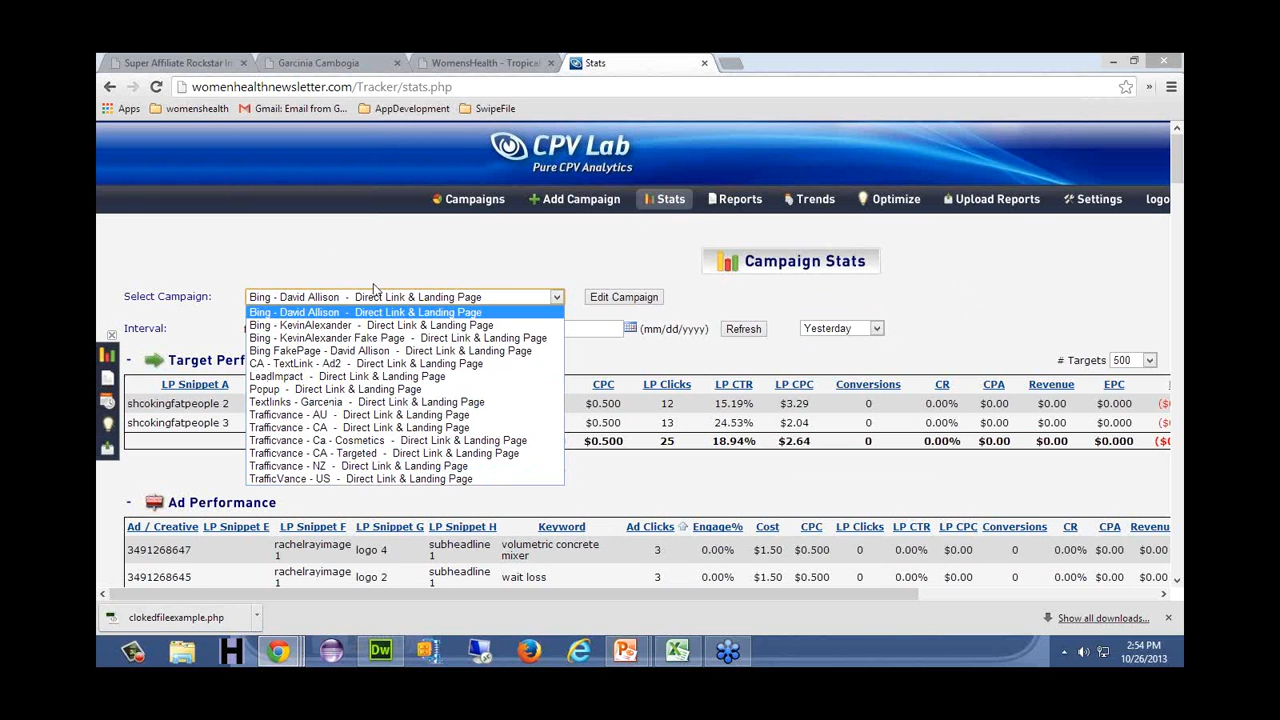 Super Affiliate Rockstar In
Garcinia Cambogia
WomensHealth - Tropical
Stats
womenhealthnewsletter.com/Tracker/stats.php
Apps womenshealth Gmail: Email from G... AppDevelopment SwipeFile
CPV Lab
Pure CPV Analytics
Campaigns Add Campaign Stats Reports Trends Optimize Upload Reports Settings logo
Campaign Stats
Select Campaign: Bing - David Allison - Direct Link & Landing Page Edit Campaign
Bing - David Allison - Direct Link & Landing Page
Bing - KevinAlexander - Direct Link & Landing Page
Bing - KevinAlexander Fake Page - Direct Link & Landing Page
Bing FakePage - David Allison - Direct Link & Landing Page
CA - TextLink - Ad2 - Direct Link & Landing Page
LeadImpact - Direct Link & Landing Page
Popup - Direct Link & Landing Page
Textlinks - Garcenia - Direct Link & Landing Page
Trafficvance - AU - Direct Link & Landing Page
Trafficvance - CA - Direct Link & Landing Page
Trafficvance - Ca - Cosmetics - Direct Link & Landing Page
Trafficvance - CA - Targeted - Direct Link & Landing Page
Trafficvance - NZ - Direct Link & Landing Page
TrafficVance - US - Direct Link & Landing Page
Interval: (mm/dd/yyyy) Refresh Yesterday
- Target Perf # Targets 500
LP Snippet A CPC LP Clicks LP CTR LP CPC Conversions CR CPA Revenue EPC
shcokingfatpeople 2 $0.500 12 15.19% $3.29 0 0.00% $0.00 $0.00 $0.000 ($
shcokingfatpeople 3 $0.500 13 24.53% $2.04 0 0.00% $0.00 $0.00 $0.000 ($
$0.500 25 18.94% $2.64 0 0.00% $0.00 $0.00 $0.000 ($
- Ad Performance
Ad / Creative LP Snippet E LP Snippet F LP Snippet G LP Snippet H Keyword Ad Clicks Engage% Cost CPC LP Clicks LP CTR LP CPC Conversions CR CPA Revenu
3491268647 rachelrayimage 1 logo 4 subheadline 1 volumetric concrete mixer 3 0.00% $1.50 $0.500 0 0.00% $0.00 0 0.00% $0.00 $0.00
3491268645 rachelrayimage 1 logo 2 subheadline 1 wait loss 3 0.00% $1.50 $0.500 0 0.00% $0.00 0 0.00% $0.00 $0.00
clokedfileexample.php Show all downloads...
2:54 PM
10/26/2013